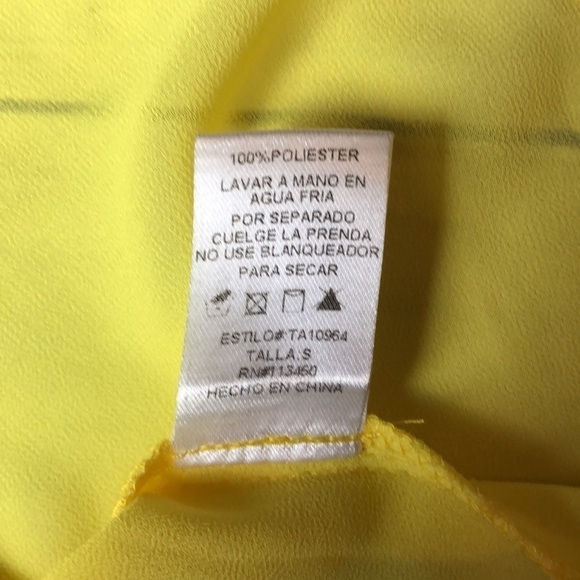 100%POLIESTER
LAVAR A MANO EN
AGUA FRIA
POR SEPARADO
CUELGE LA PRENDA
NO USE BLANQUEADOR
PARA SECAR
ESTILO# TA10964
TALLA:S
RN#113460
HECHO EN CHINA